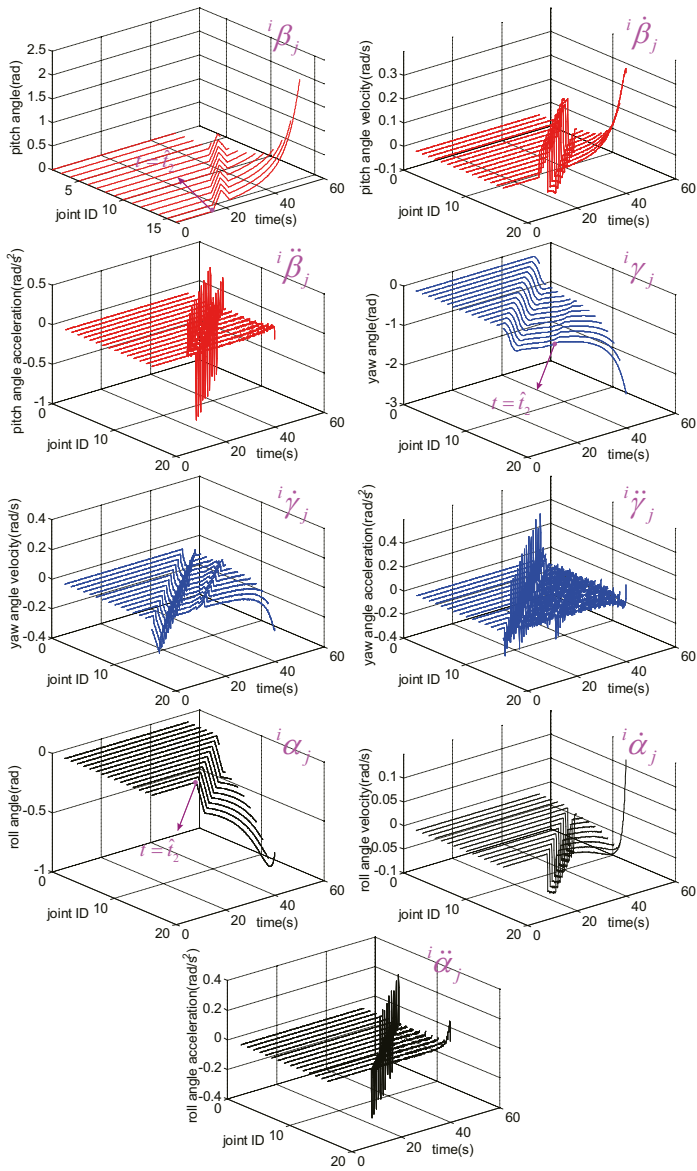 ⁱβⱼ
pitch angle(rad)
2.5
2
1.5
1
0.5
0
5
10
15
joint ID
0
20
40
60
time(s)
ⁱβ̇ⱼ
pitch angle velocity(rad/s)
0.3
0.2
0.1
0
-0.1
0
10
20
joint ID
0
20
40
60
time(s)
ⁱβ̈ⱼ
pitch angle acceleration(rad/s²)
0.5
0
-0.5
-1
0
10
20
joint ID
0
20
40
60
time(s)
ⁱγⱼ
yaw angle(rad)
0
-1
-2
-3
t = t̂₂
0
10
20
joint ID
0
20
40
60
time(s)
ⁱγ̇ⱼ
yaw angle velociy(rad/s)
0.4
0.2
0
-0.2
-0.4
0
10
20
joint ID
0
20
40
60
time(s)
ⁱγ̈ⱼ
yaw angle acceleration(rad/s²)
0.4
0.2
0
-0.2
-0.4
0
10
20
joint ID
0
20
40
60
time(s)
ⁱαⱼ
roll angle(rad)
0
-0.5
-1
t = t̂₂
0
10
20
joint ID
0
20
40
60
time(s)
ⁱα̇ⱼ
roll angle velocity(rad/s)
0.1
0.05
0
-0.05
-0.1
0
10
20
joint ID
0
20
40
60
time(s)
ⁱα̈ⱼ
roll angle acceleration(rad/s²)
0.4
0.2
0
-0.2
-0.4
0
10
20
joint ID
0
20
40
60
time(s)